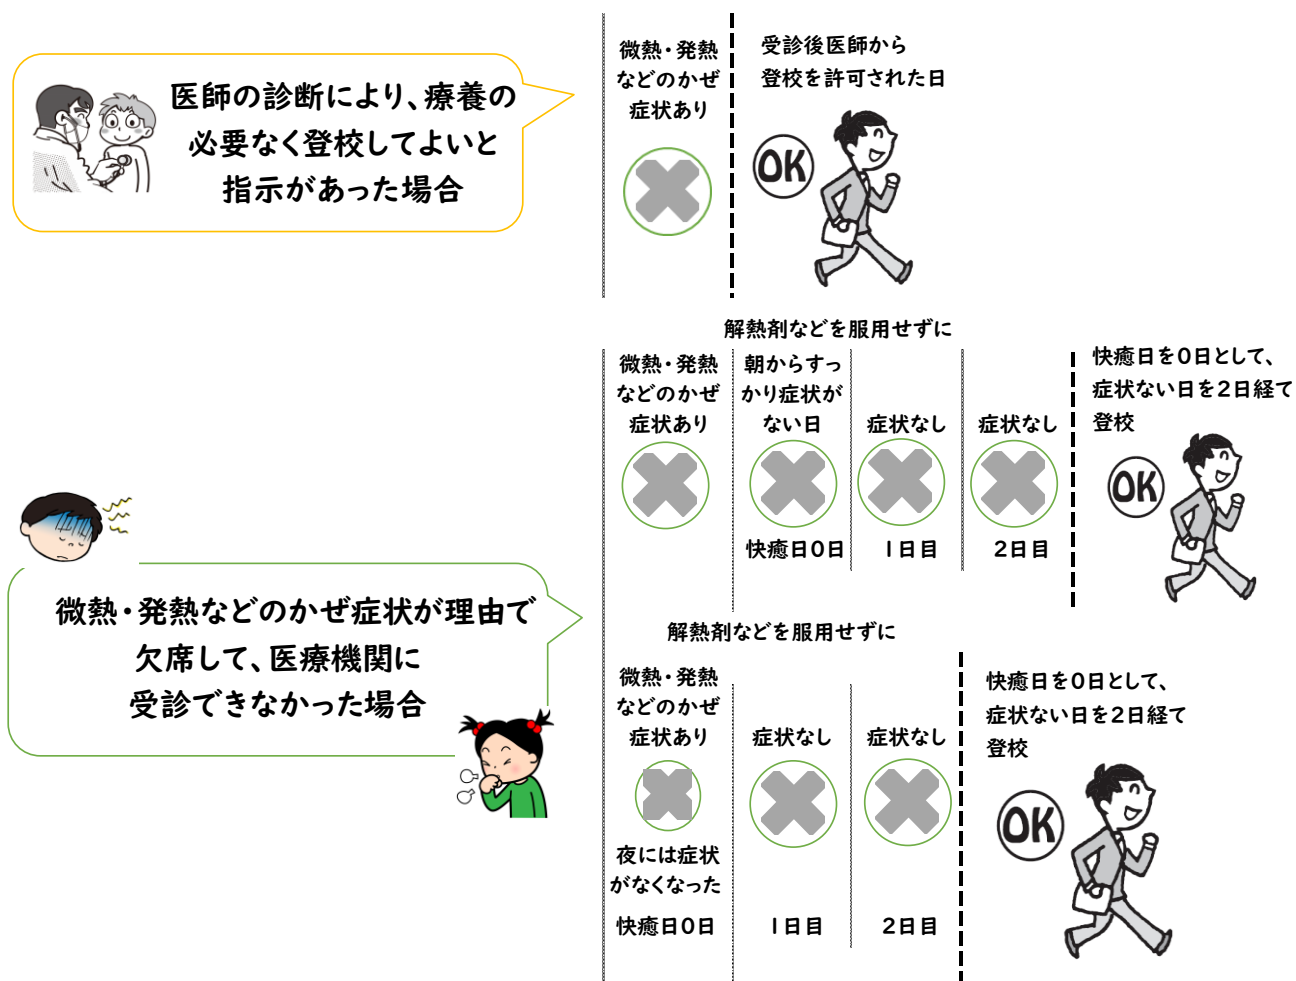 医師の診断により、療養の
必要なく登校してよいと
指示があった場合
微熱・発熱
などのかぜ
症状あり
受診後医師から
登校を許可された日
OK
微熱・発熱などのかぜ症状が理由で
欠席して、医療機関に
受診できなかった場合
解熱剤などを服用せずに
微熱・発熱
などのかぜ
症状あり
朝からすっ
かり症状が
ない日
快癒日0日
症状なし
1日目
症状なし
2日目
快癒日を0日として、
症状ない日を2日経て
登校
OK
解熱剤などを服用せずに
微熱・発熱
などのかぜ
症状あり
夜には症状
がなくなった
快癒日0日
症状なし
1日目
症状なし
2日目
快癒日を0日として、
症状ない日を2日経て
登校
OK